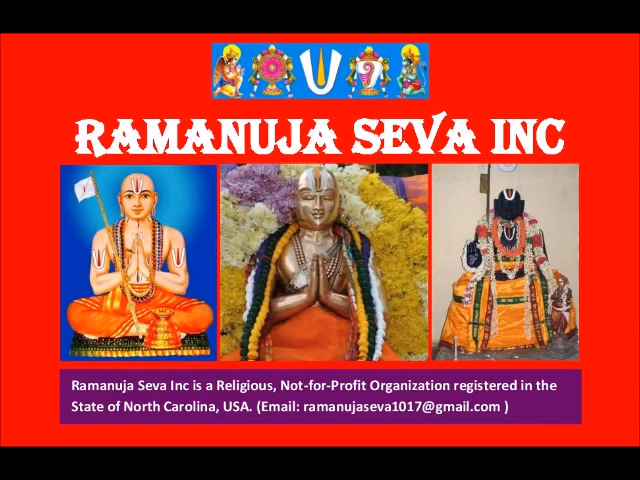 RAMANUJA SEVA INC
Ramanuja Seva Inc is a Religious, Not-for-Profit Organization registered in the
State of North Carolina, USA. (Email: ramanujaseva1017@gmail.com )